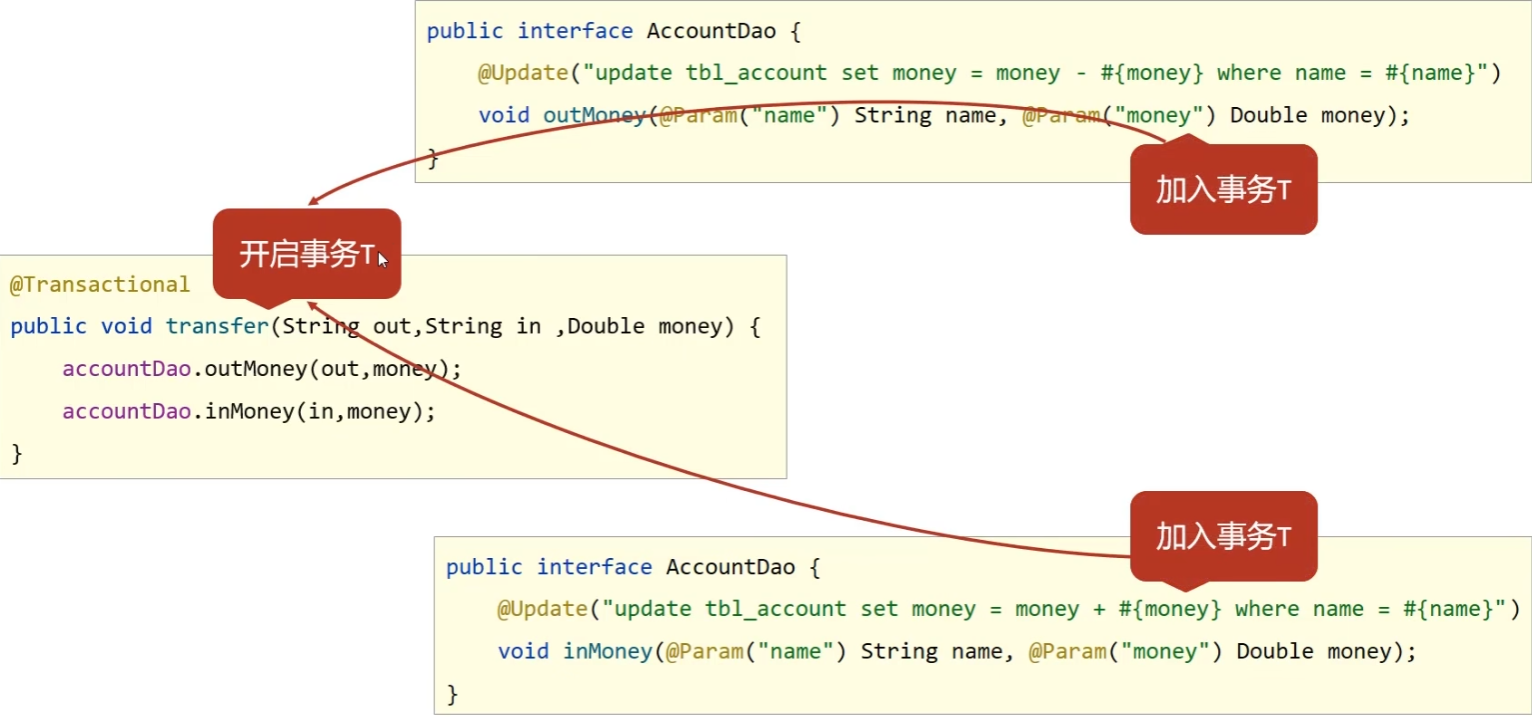 public interface AccountDao {
@Update("update tbl_account set money = money - #{money} where name = #{name}")
void outMoney(@Param("name") String name, @Param("money") Double money);
}
加入事务T
开启事务T
@Transactional
public void transfer(String out,String in ,Double money) {
accountDao.outMoney(out,money);
accountDao.inMoney(in,money);
}
加入事务T
public interface AccountDao {
@Update("update tbl_account set money = money + #{money} where name = #{name}")
void inMoney(@Param("name") String name, @Param("money") Double money);
}